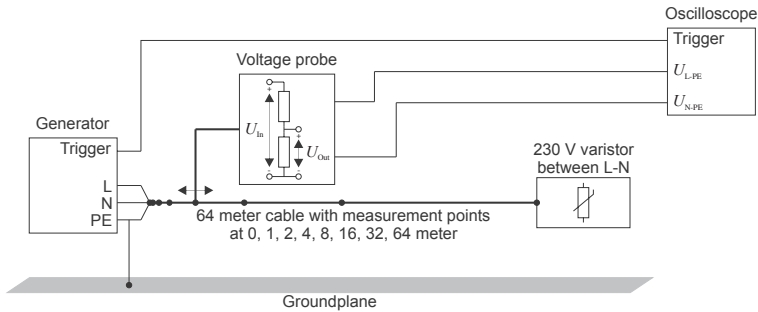 Oscilloscope
Trigger
U_L-PE
U_N-PE
Voltage probe
+
+
U_In
+
U_Out
-
-
-
-
Generator
Trigger
L
N
PE
230 V varistor
between L-N
64 meter cable with measurement points
at 0, 1, 2, 4, 8, 16, 32, 64 meter
Groundplane